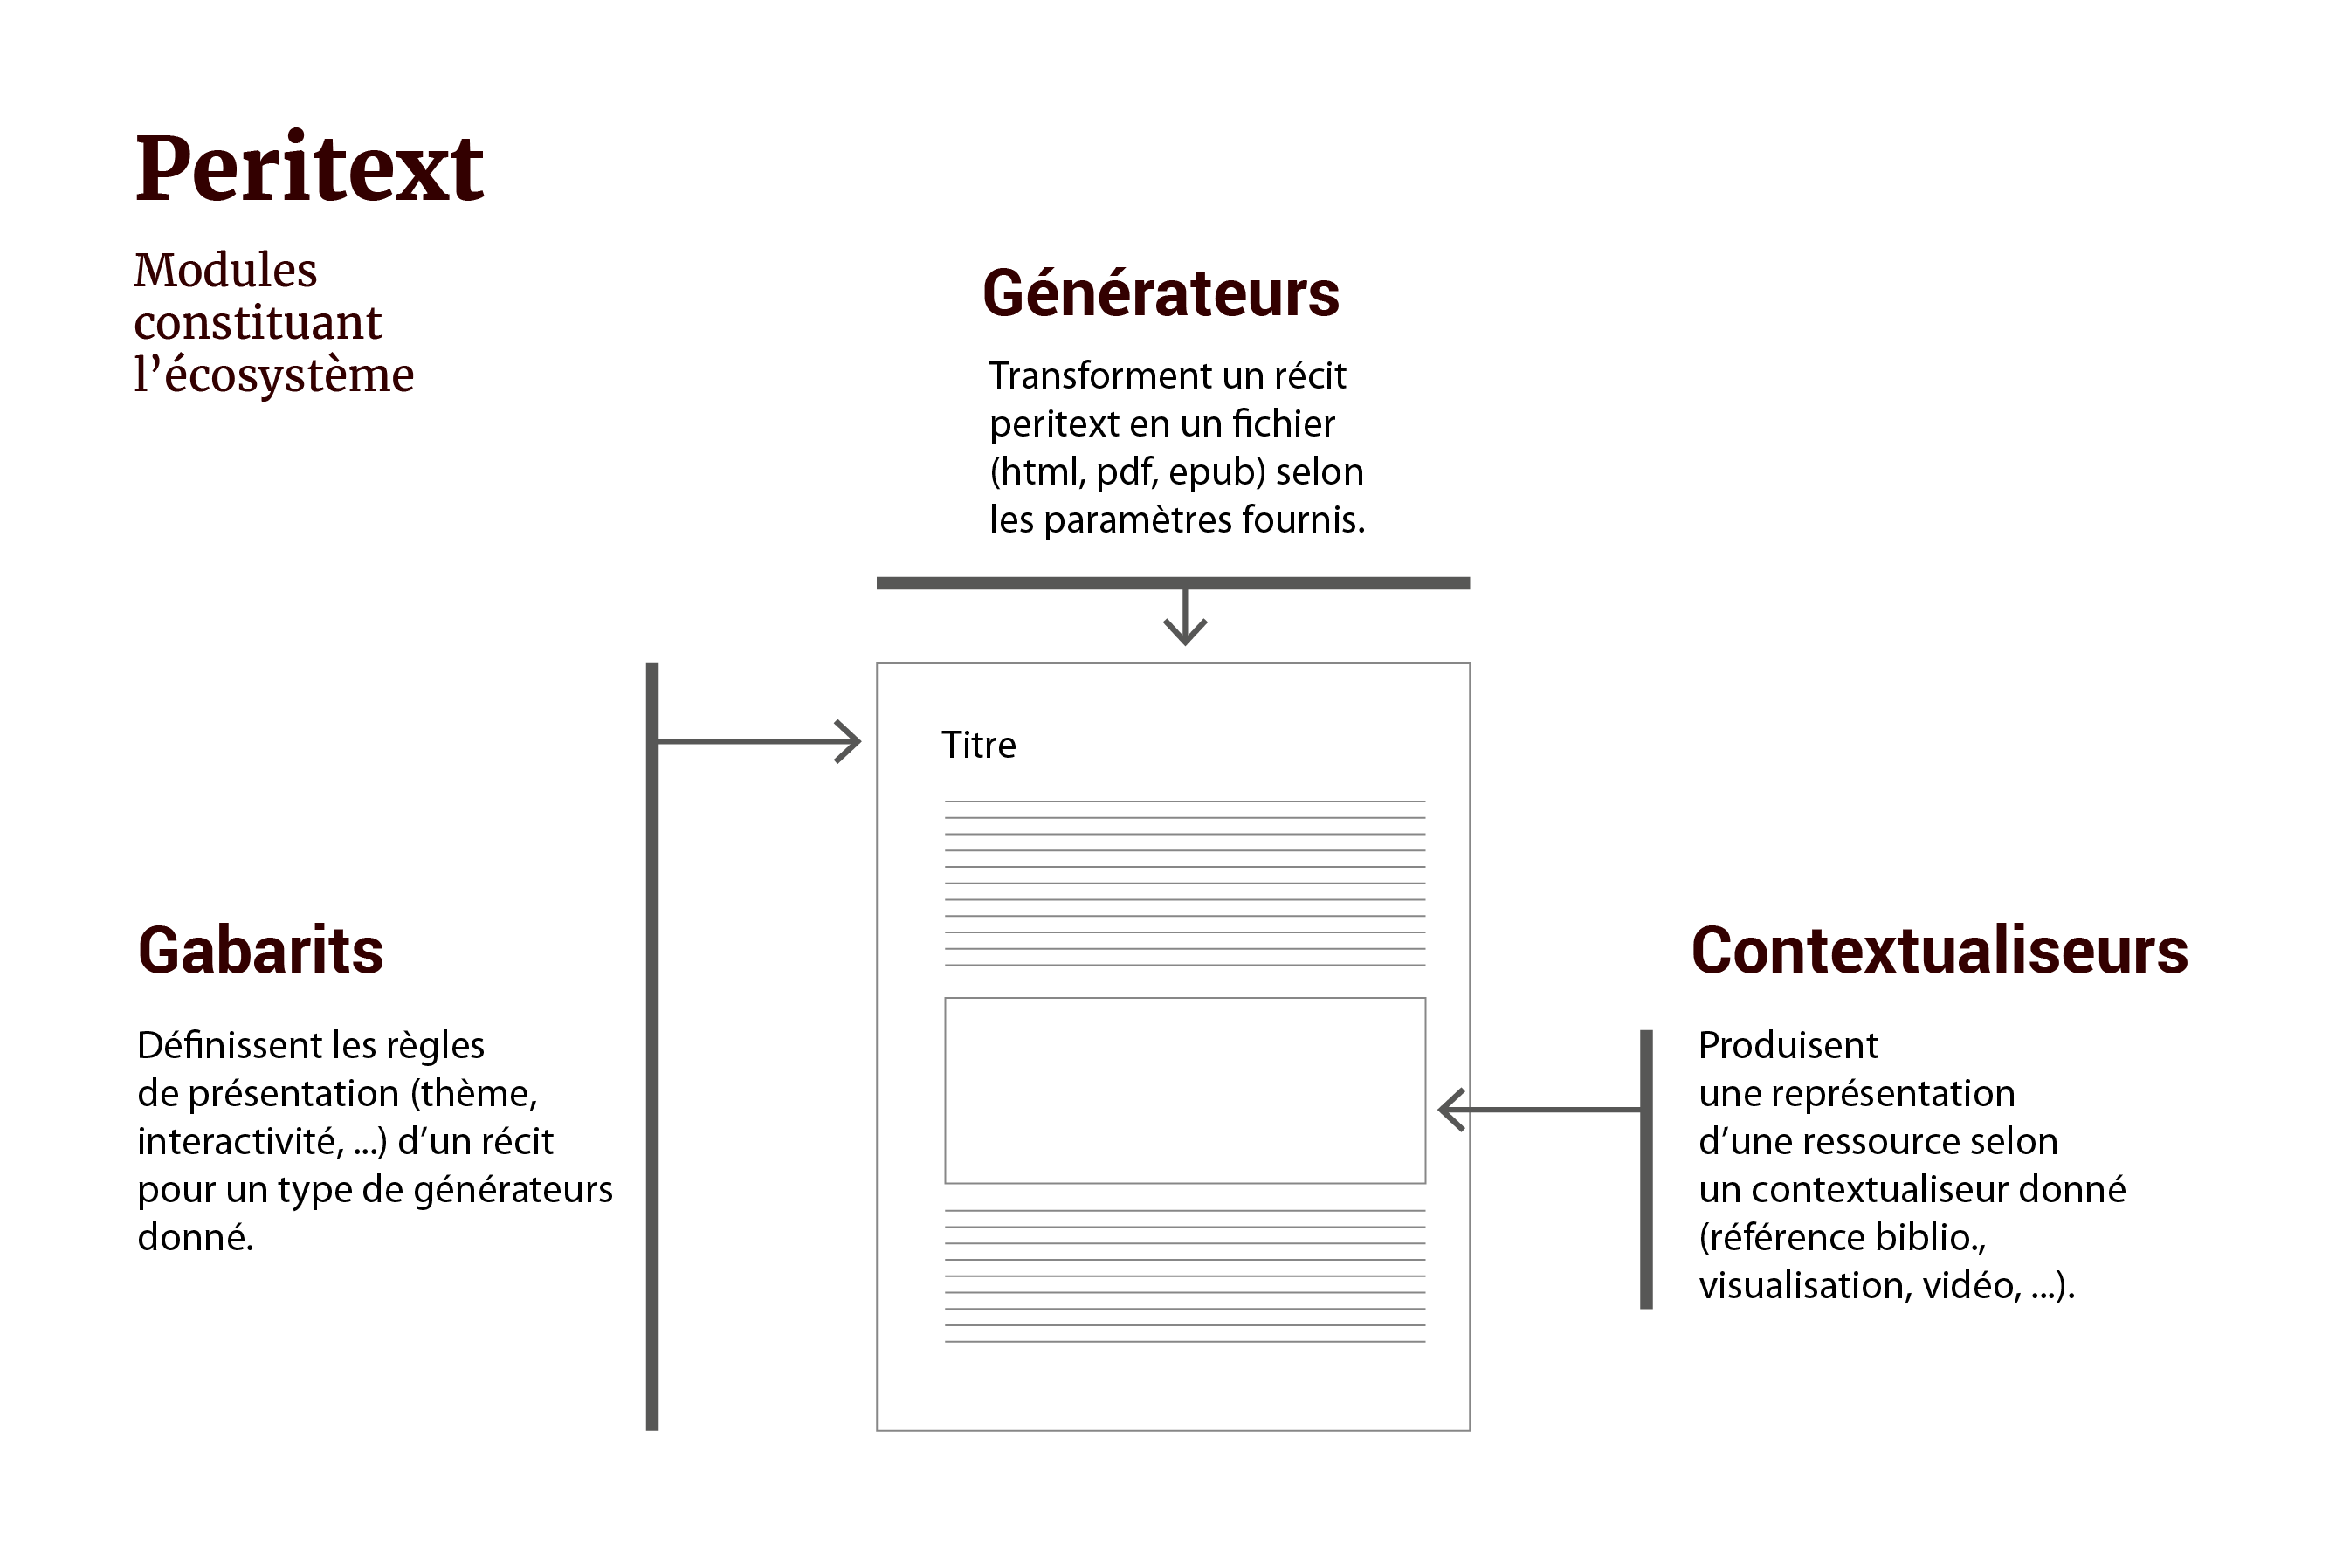 Peritext
Modules
constituant
l’écosystème
Générateurs
Transforment un récit
peritext en un fichier
(html, pdf, epub) selon
les paramètres fournis.
Titre
Gabarits
Définissent les règles
de présentation (thème,
interactivité, ...) d’un récit
pour un type de générateurs
donné.
Contextualiseurs
Produisent
une représentation
d’une ressource selon
un contextualiseur donné
(référence biblio.,
visualisation, vidéo, ...).